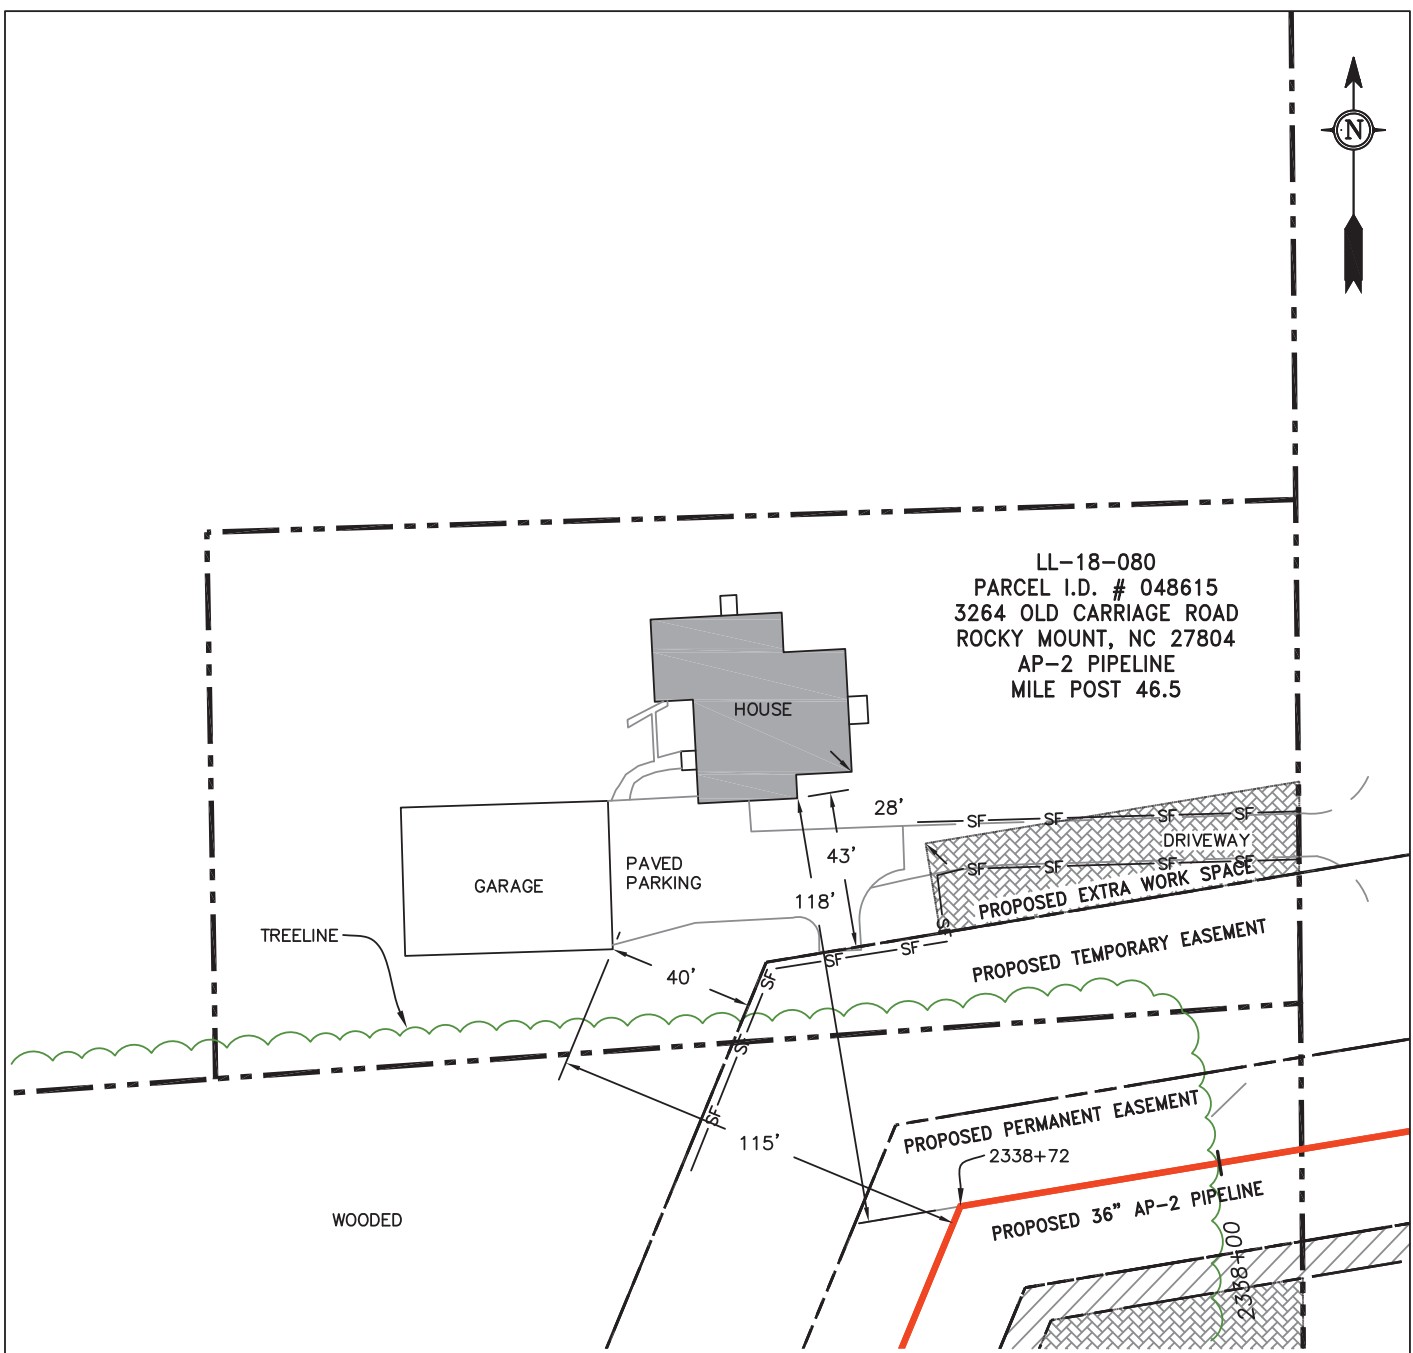 N
LL-18-080
PARCEL I.D. # 048615
3264 OLD CARRIAGE ROAD
ROCKY MOUNT, NC 27804
AP-2 PIPELINE
MILE POST 46.5
HOUSE
28'
SF SF SF SF
DRIVEWAY
43'
PAVED
PARKING
SF SF SF SF
GARAGE
PROPOSED EXTRA WORK SPACE
118'
SF
TREELINE
SF
SF
PROPOSED TEMPORARY EASEMENT
40'
SF
SF
SF
PROPOSED PERMANENT EASEMENT
115'
2338+72
WOODED
PROPOSED 36" AP-2 PIPELINE
2338+00